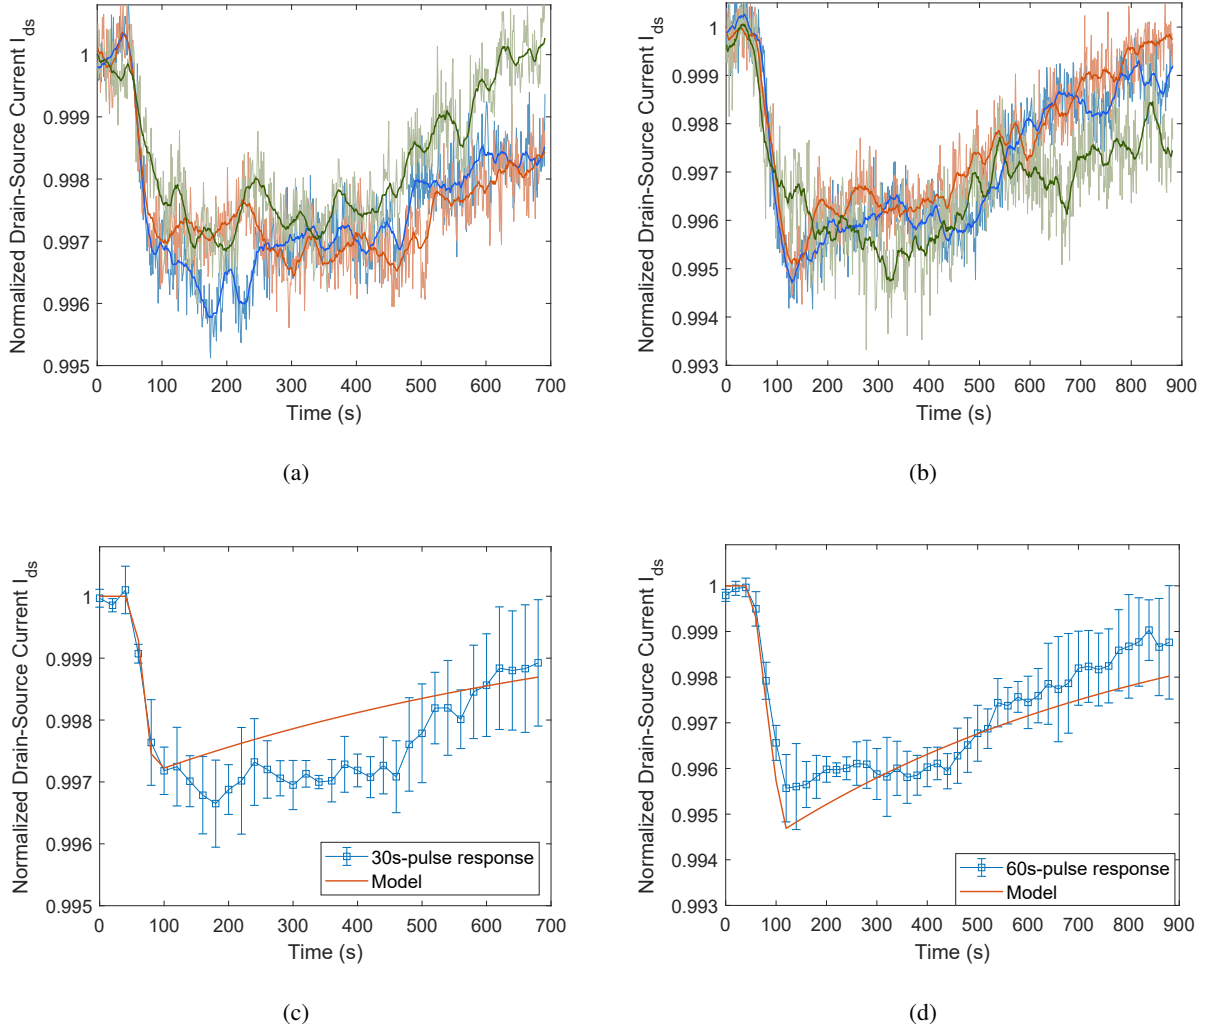 Normalized Drain-Source Current I_ds
1
0.999
0.998
0.997
0.996
0.995
0 100 200 300 400 500 600 700
Time (s)
(a)
Normalized Drain-Source Current I_ds
1
0.999
0.998
0.997
0.996
0.995
0.994
0.993
0 100 200 300 400 500 600 700 800 900
Time (s)
(b)
Normalized Drain-Source Current I_ds
1
0.999
0.998
0.997
0.996
0.995
0 100 200 300 400 500 600 700
Time (s)
30s-pulse response
Model
(c)
Normalized Drain-Source Current I_ds
1
0.999
0.998
0.997
0.996
0.995
0.994
0.993
0 100 200 300 400 500 600 700 800 900
Time (s)
60s-pulse response
Model
(d)